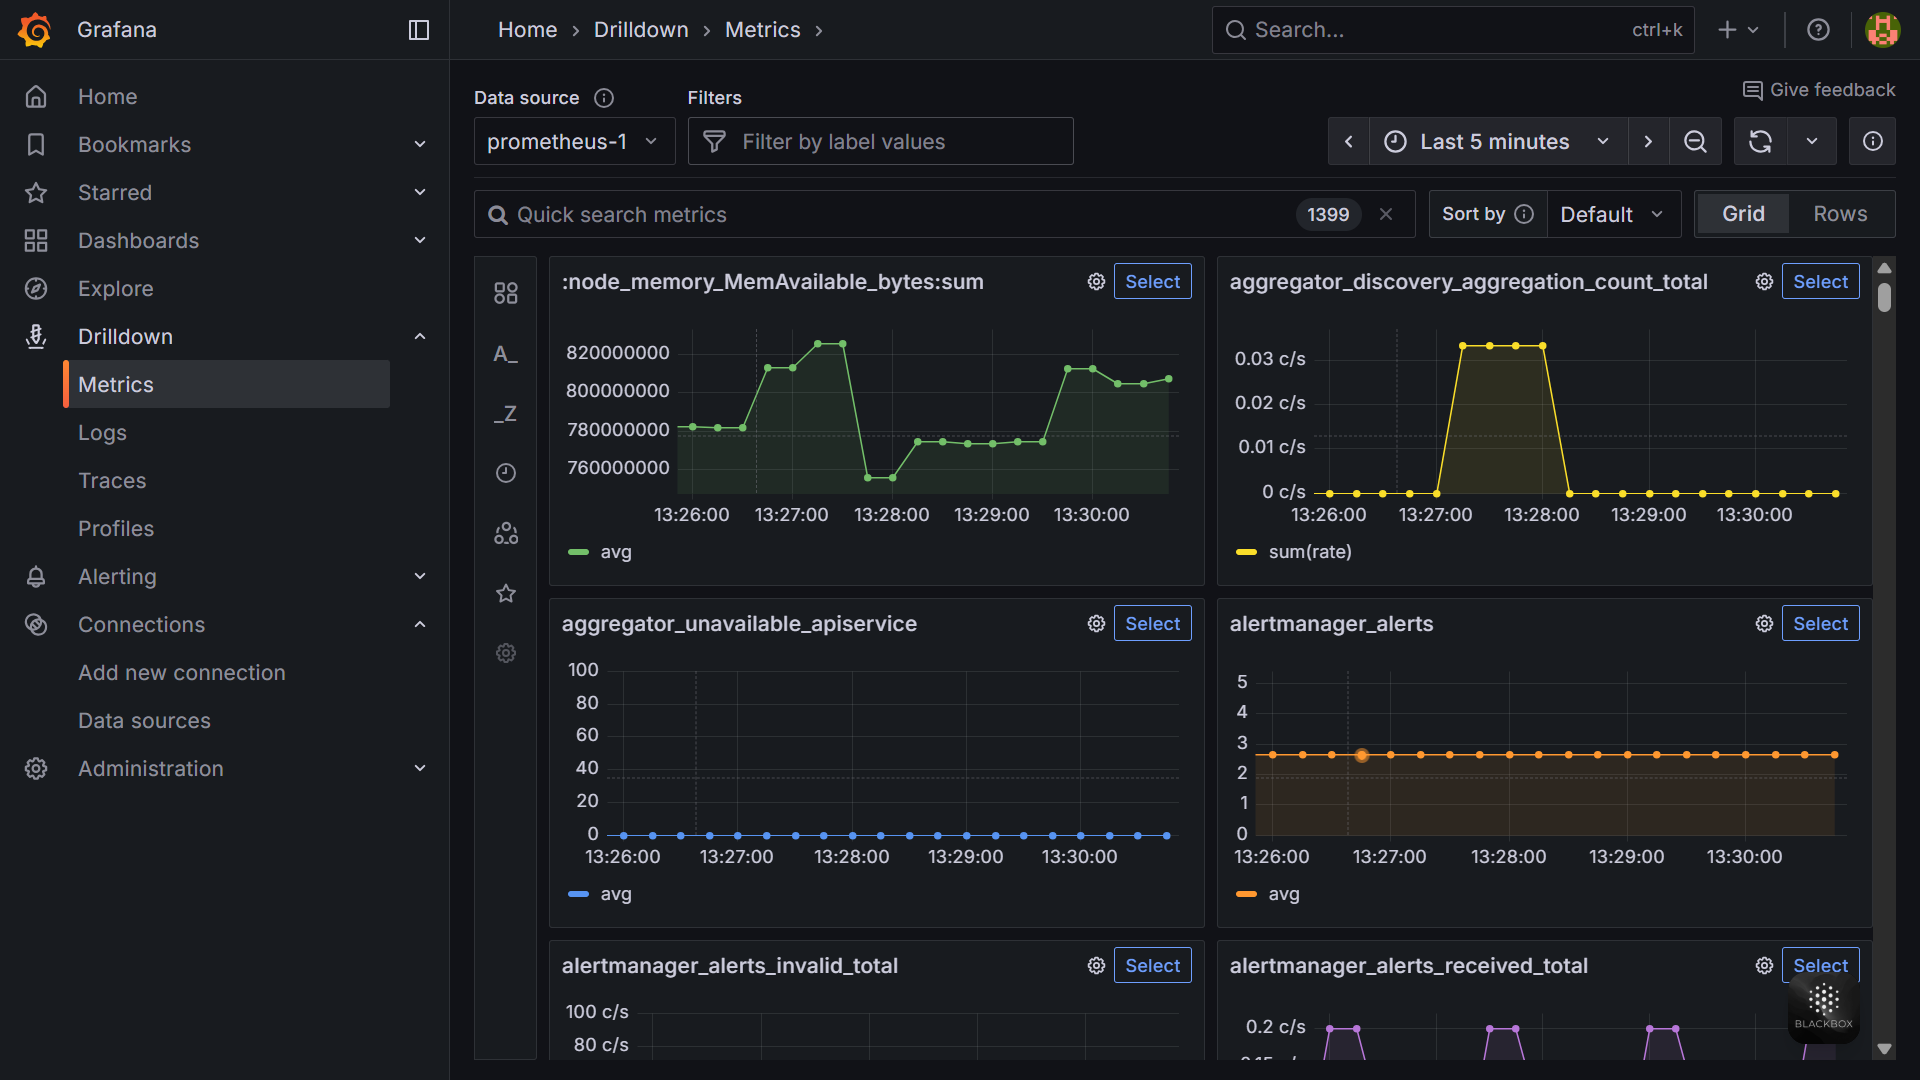 Grafana
Home
Bookmarks
Starred
Dashboards
Explore
Drilldown
Metrics
Logs
Traces
Profiles
Alerting
Connections
Add new connection
Data sources
Administration
Home › Drilldown › Metrics ›
Search... ctrl+k
Give feedback
Data source Filters
prometheus-1 Filter by label values Last 5 minutes
Quick search metrics 1399 Sort by Default Grid Rows
A_
_Z
:node_memory_MemAvailable_bytes:sum Select
820000000
800000000
780000000
760000000
13:26:00 13:27:00 13:28:00 13:29:00 13:30:00
avg
aggregator_discovery_aggregation_count_total Select
0.03 c/s
0.02 c/s
0.01 c/s
0 c/s
13:26:00 13:27:00 13:28:00 13:29:00 13:30:00
sum(rate)
aggregator_unavailable_apiservice Select
100
80
60
40
20
0
13:26:00 13:27:00 13:28:00 13:29:00 13:30:00
avg
alertmanager_alerts Select
5
4
3
2
1
0
13:26:00 13:27:00 13:28:00 13:29:00 13:30:00
avg
alertmanager_alerts_invalid_total Select
100 c/s
80 c/s
alertmanager_alerts_received_total Select
0.2 c/s
BLACKBOX